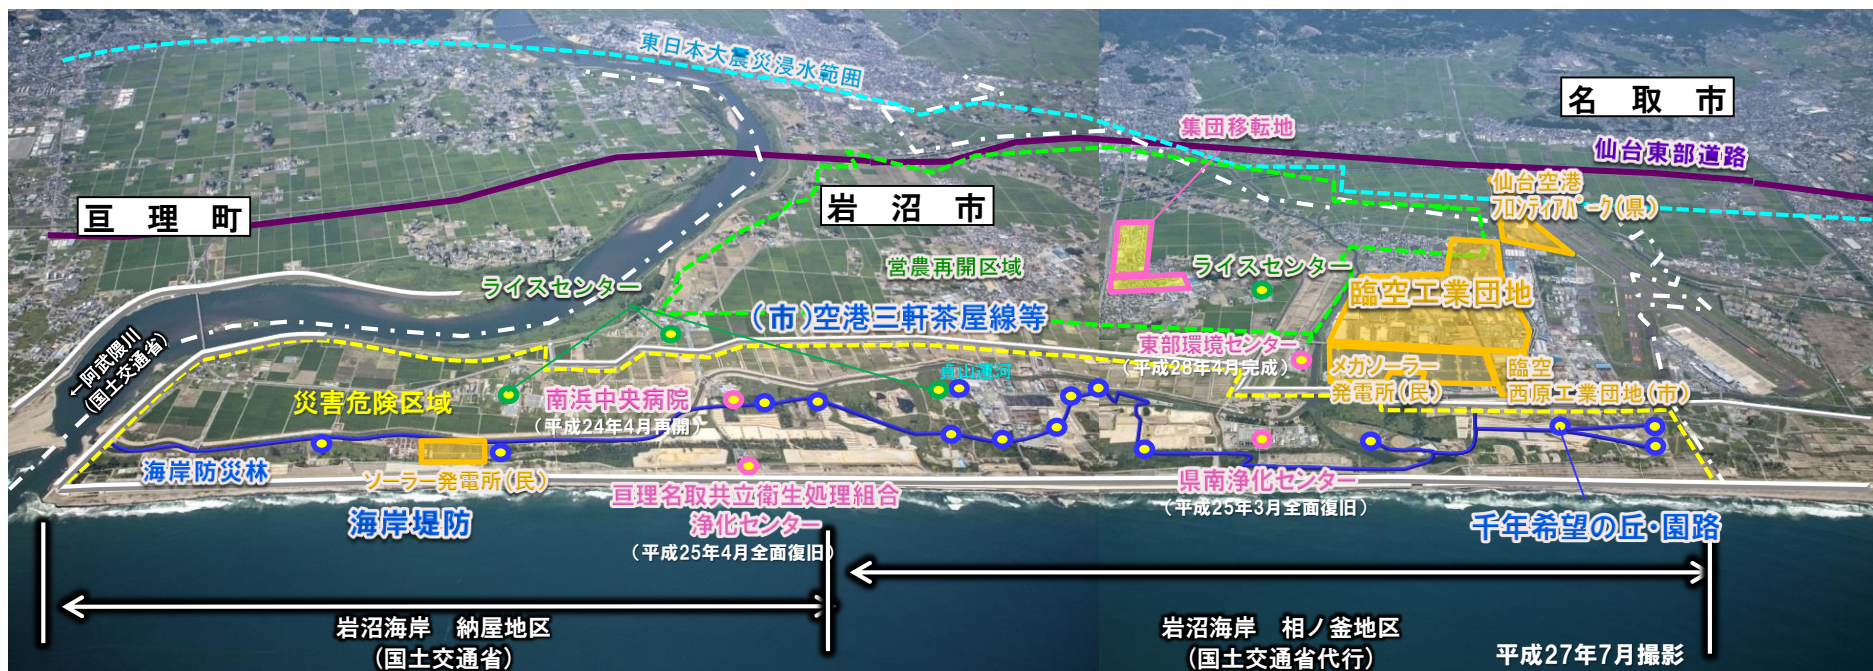 東日本大震災浸水範囲
名取市
集団移転地
仙台東部道路
仙台空港
フロンティアパーク(県)
亘理町
岩沼市
営農再開区域
ライスセンター
ライスセンター
臨空工業団地
(市)空港三軒茶屋線等
←阿武隈川
(国土交通省)
東部環境センター
(平成28年4月完成)
メガソーラー
発電所(民)
臨空
西原工業団地(市)
貞山運河
災害危険区域
南浜中央病院
(平成24年4月再開)
海岸防災林
ソーラー発電所(民)
亘理名取共立衛生処理組合
浄化センター
(平成25年4月全面復旧)
県南浄化センター
(平成25年3月全面復旧)
海岸堤防
千年希望の丘・園路
岩沼海岸 納屋地区
(国土交通省)
岩沼海岸 相ノ釜地区
(国土交通省代行)
平成27年7月撮影